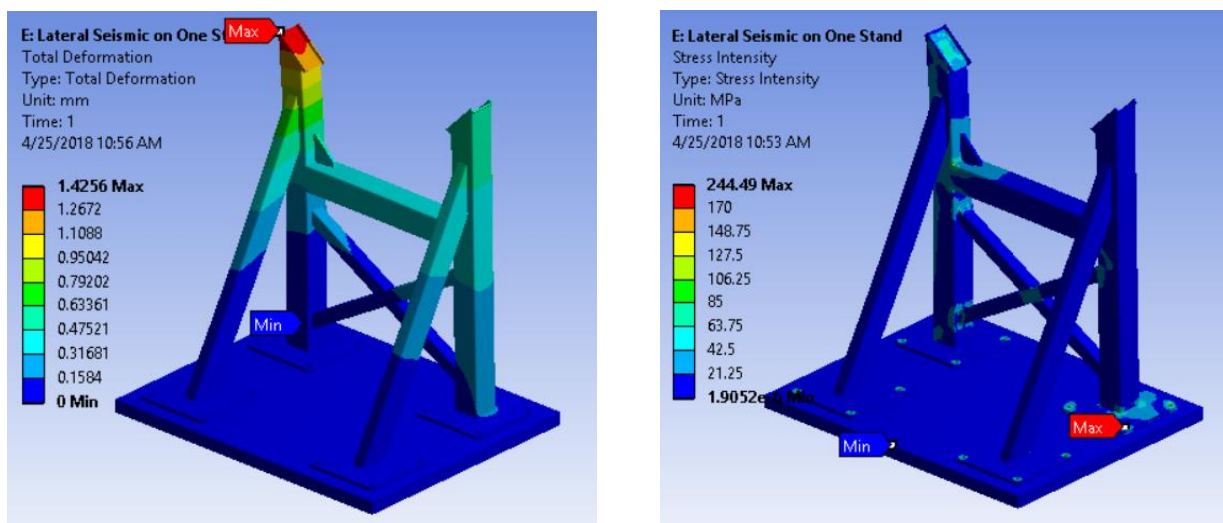 E: Lateral Seismic on One St
Max
Total Deformation
Type: Total Deformation
Unit: mm
Time: 1
4/25/2018 10:56 AM
1.4256 Max
1.2672
1.1088
0.95042
0.79202
0.63361
0.47521
0.31681
0.1584
0 Min
Min
E: Lateral Seismic on One Stand
Stress Intensity
Type: Stress Intensity
Unit: MPa
Time: 1
4/25/2018 10:53 AM
244.49 Max
170
148.75
127.5
106.25
85
63.75
42.5
21.25
1.9052e Min
Max
Min